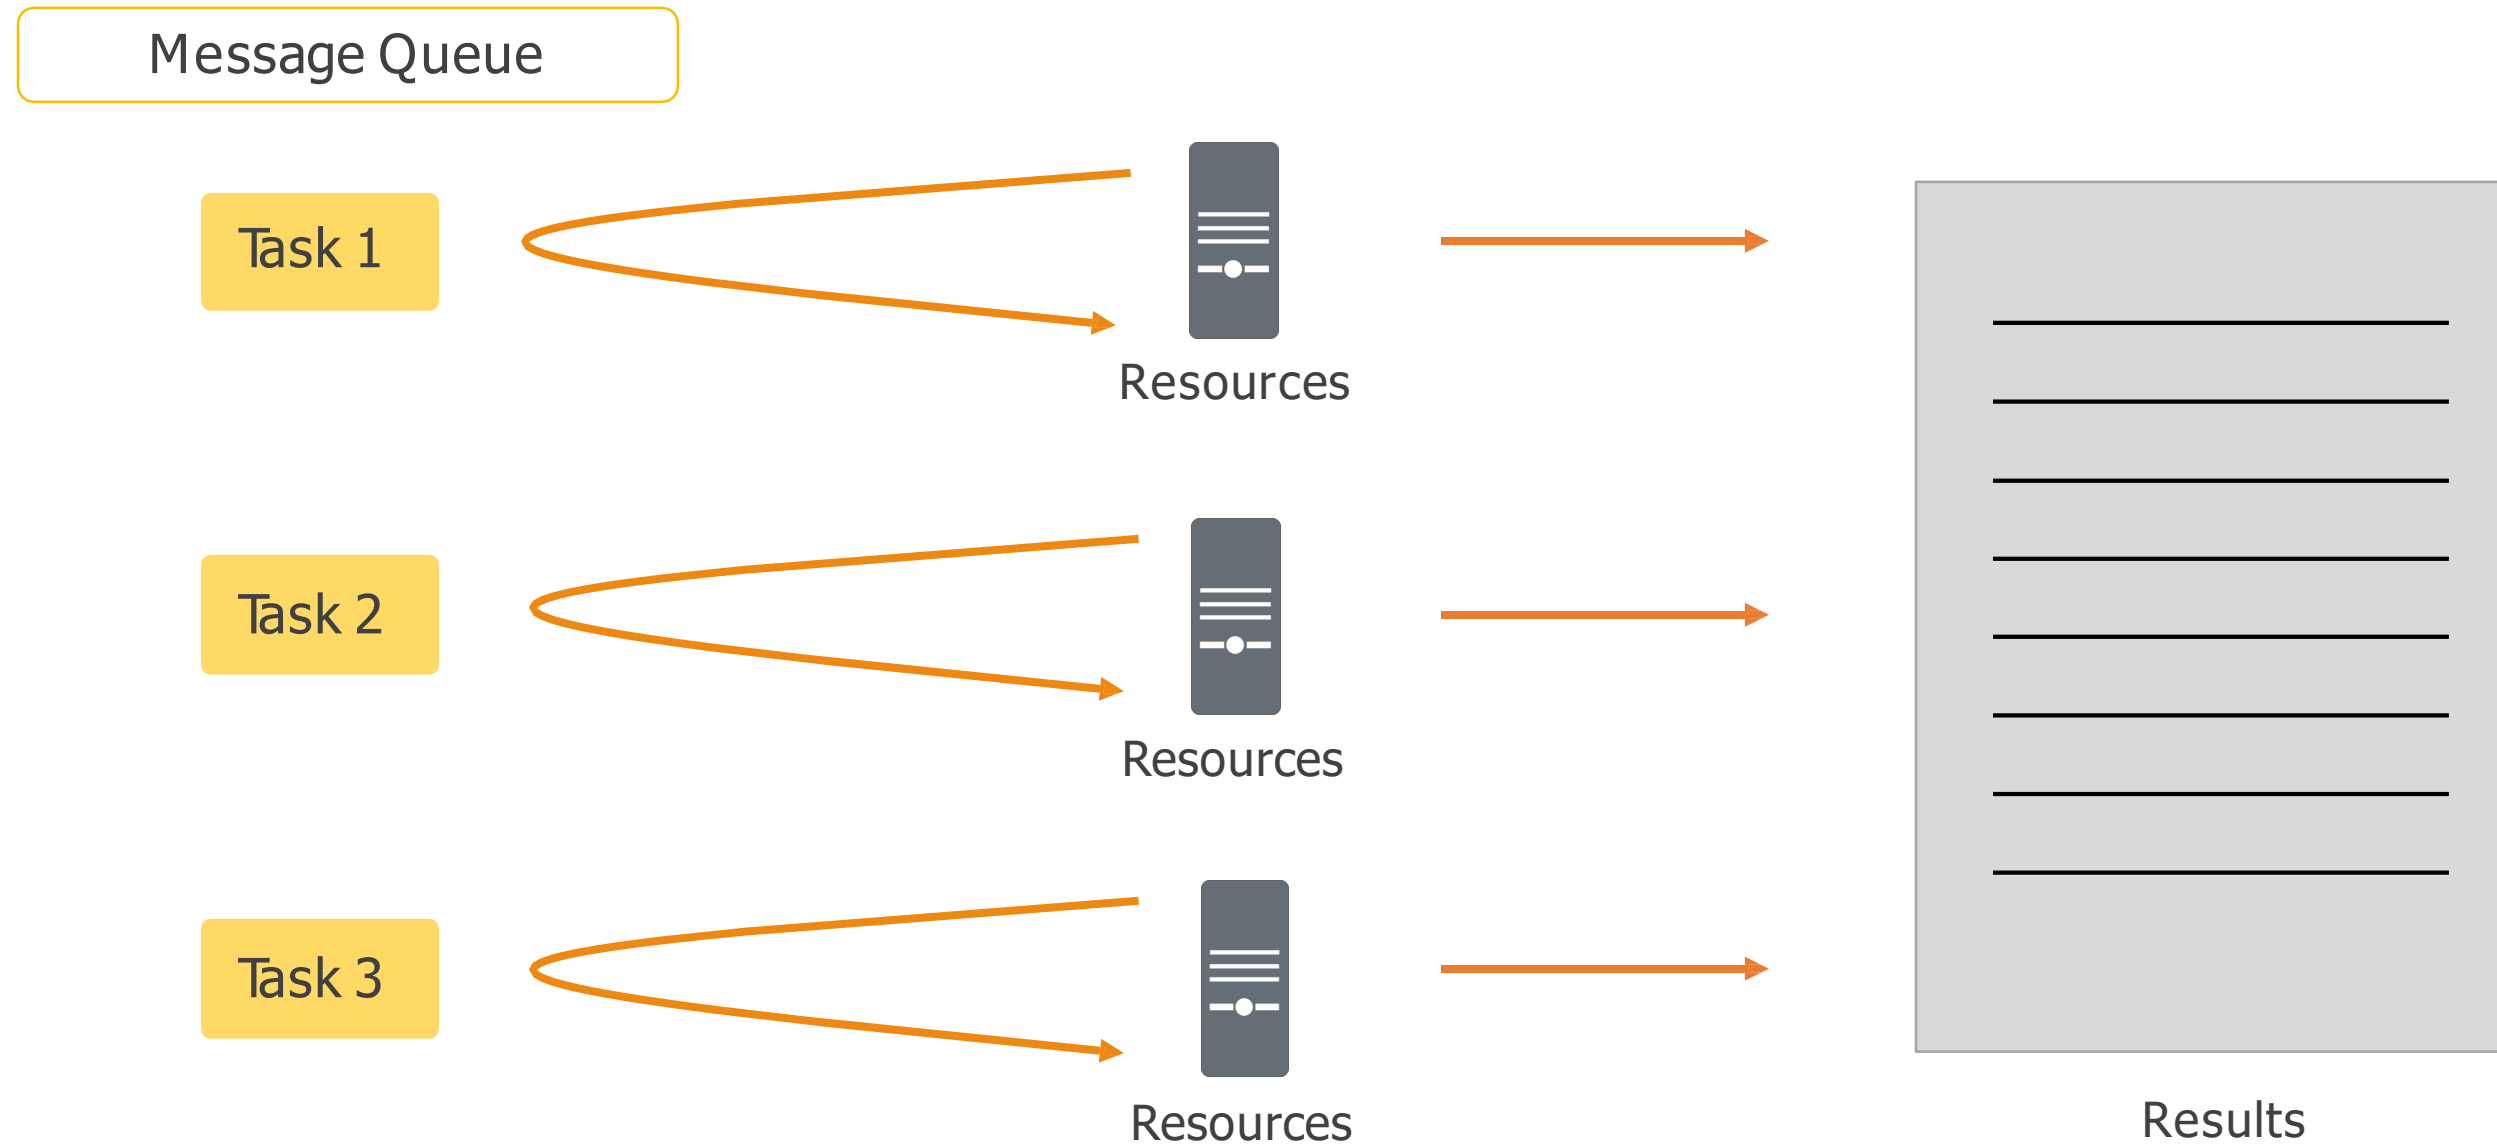 Message Queue
Task 1
Resources
Task 2
Resources
Task 3
Resources
Results